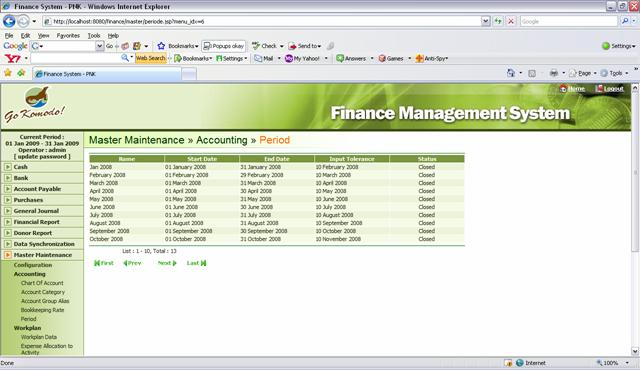 Finance System - PNK - Windows Internet Explorer
http://localhost:8080/finance/master/periode.jsp?menu_idx=6
Google
File Edit View Favorites Tools Help
Google Go Bookmarks Popups okay Check Send to Settings
Y! Web Search Bookmarks Settings Mail My Yahoo! Answers Games Anti-Spy
Finance System - PNK Page Tools
Home Logout
Go Komodo!
Finance Management System
Current Period :
01 Jan 2009 - 31 Jan 2009
Operator : admin
[ update password ]
Cash
Bank
Account Payable
Purchases
General Journal
Financial Report
Donor Report
Data Synchronization
Master Maintenance
Configuration
Accounting
Chart Of Account
Account Category
Account Group Alias
Bookkeeping Rate
Period
Workplan
Workplan Data
Expense Allocation to
Activity
Master Maintenance » Accounting » Period
Name Start Date End Date Input Tolerance Status
Jan 2008 01 January 2008 31 January 2008 10 February 2008 Closed
February 2008 01 February 2008 29 February 2008 10 March 2008 Closed
March 2008 01 March 2008 31 March 2008 10 April 2008 Closed
April 2008 01 April 2008 30 April 2008 10 May 2008 Closed
May 2008 01 May 2008 31 May 2008 10 June 2008 Closed
June 2008 01 June 2008 30 June 2008 10 July 2008 Closed
July 2008 01 July 2008 31 July 2008 10 August 2008 Closed
August 2008 01 August 2008 31 August 2008 10 September 2008 Closed
September 2008 01 September 2008 30 September 2008 10 October 2008 Closed
October 2008 01 October 2008 31 October 2008 10 November 2008 Closed
List : 1 - 10, Total : 13
First Prev Next Last
Done Internet 100%